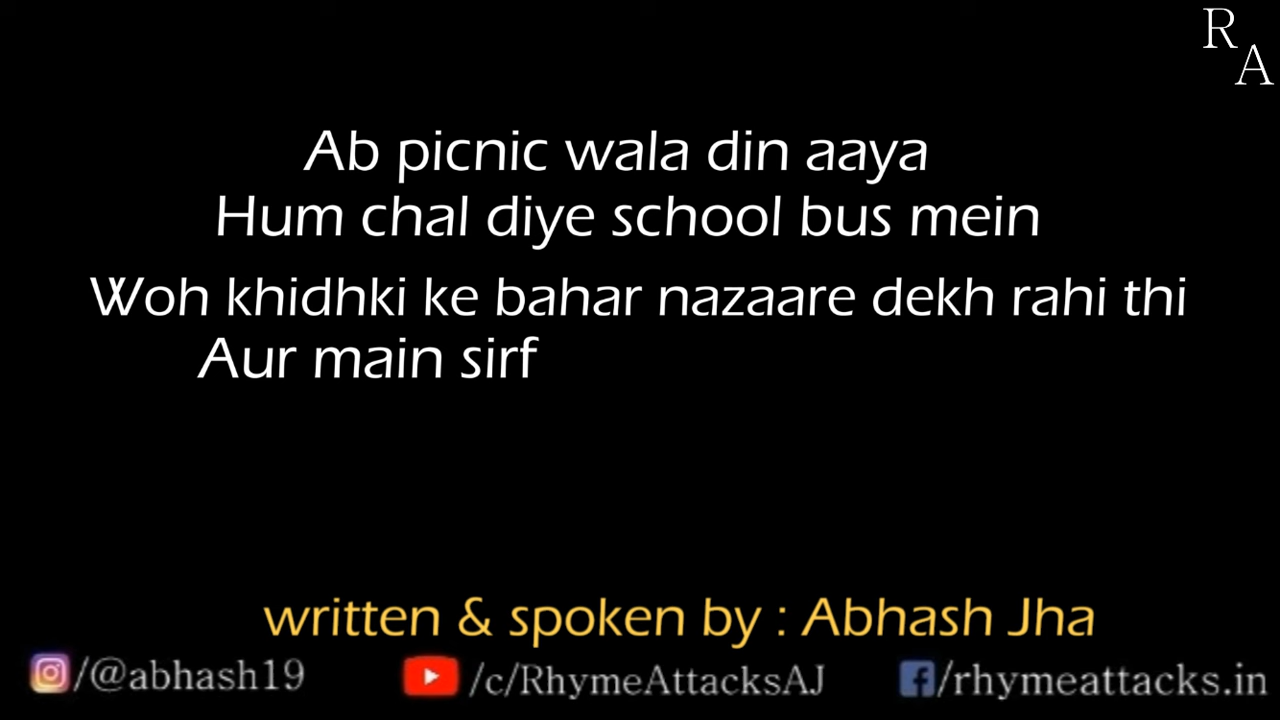 R
A
Ab picnic wala din aaya
Hum chal diye school bus mein
Woh khidhki ke bahar nazaare dekh rahi thi
Aur main sirf
written & spoken by : Abhash Jha
/@abhash19 /c/RhymeAttacksAJ /rhymeattacks.in